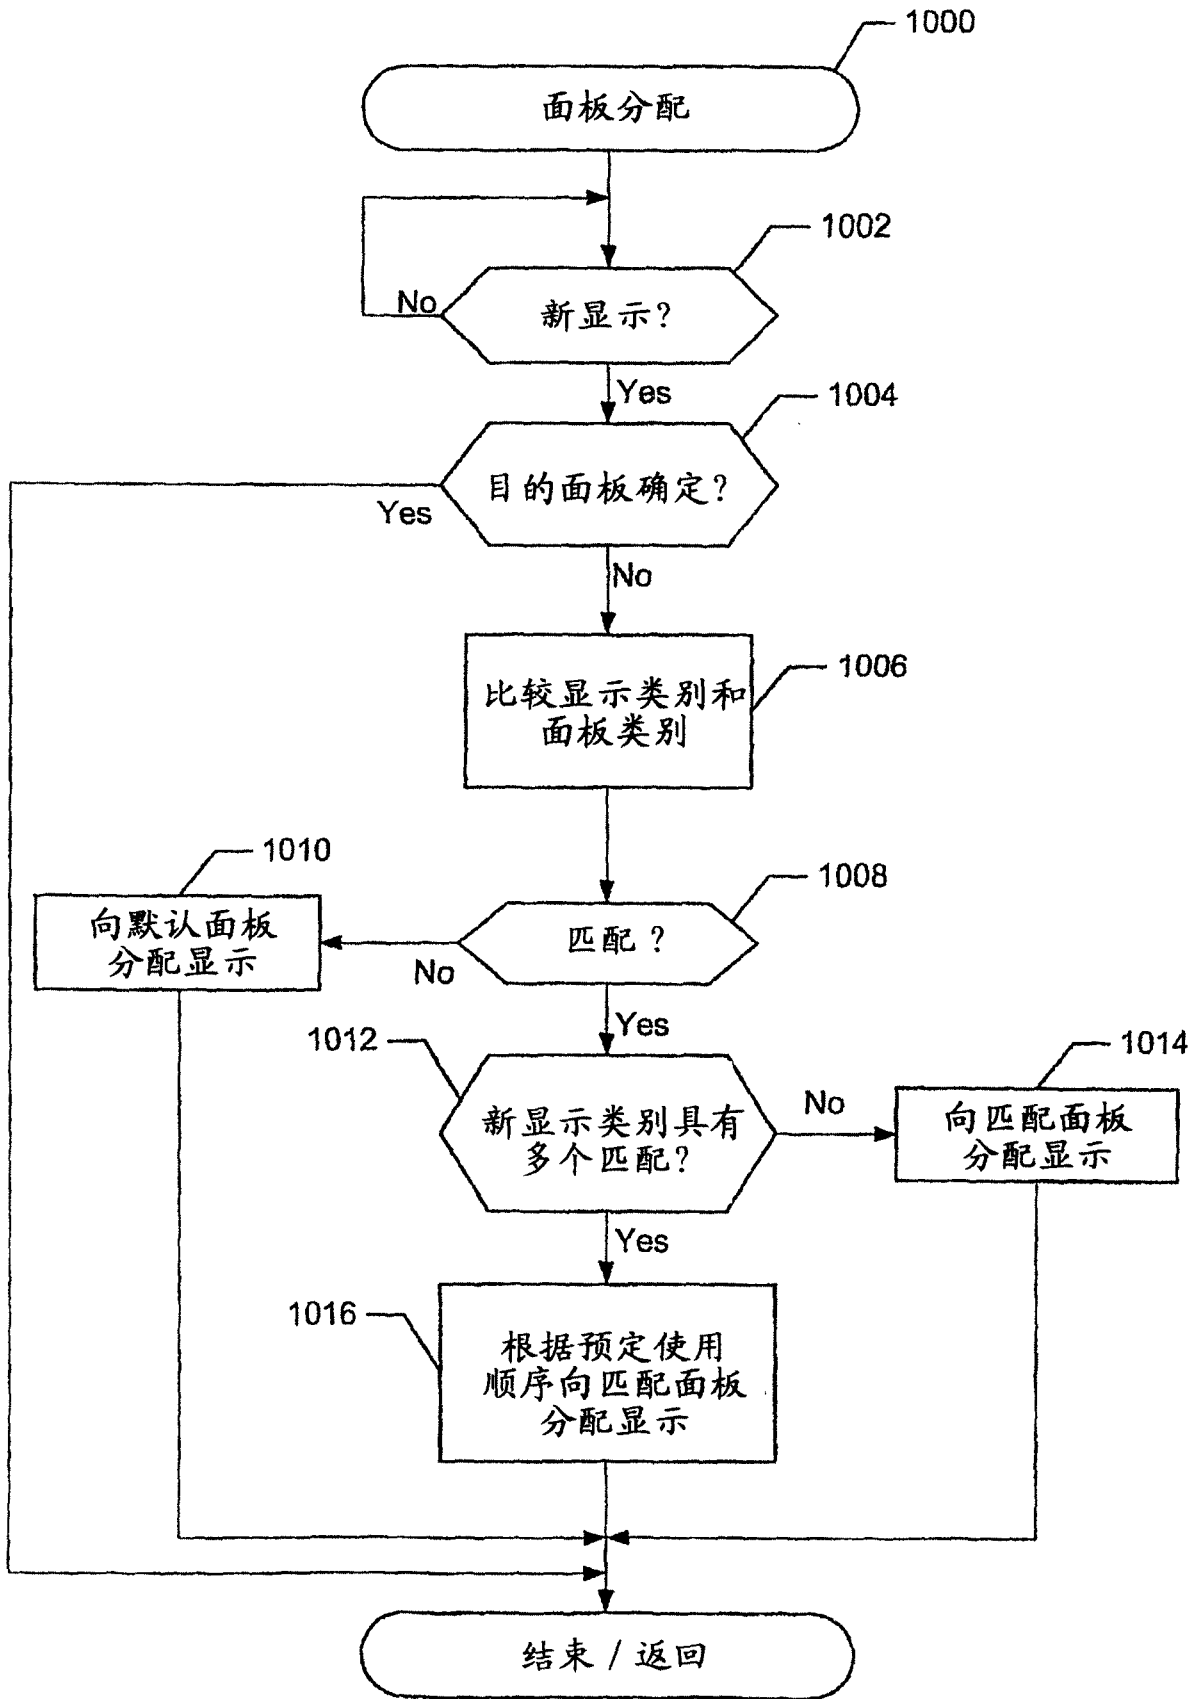 1000
面板分配
1002
新显示?
No
Yes
1004
目的面板确定?
Yes
No
1006
比较显示类别和
面板类别
1010
向默认面板
分配显示
1008
匹配?
No
Yes
1012
新显示类别具有
多个匹配?
No
1014
向匹配面板
分配显示
Yes
1016
根据预定使用
顺序向匹配面板
分配显示
结束 / 返回